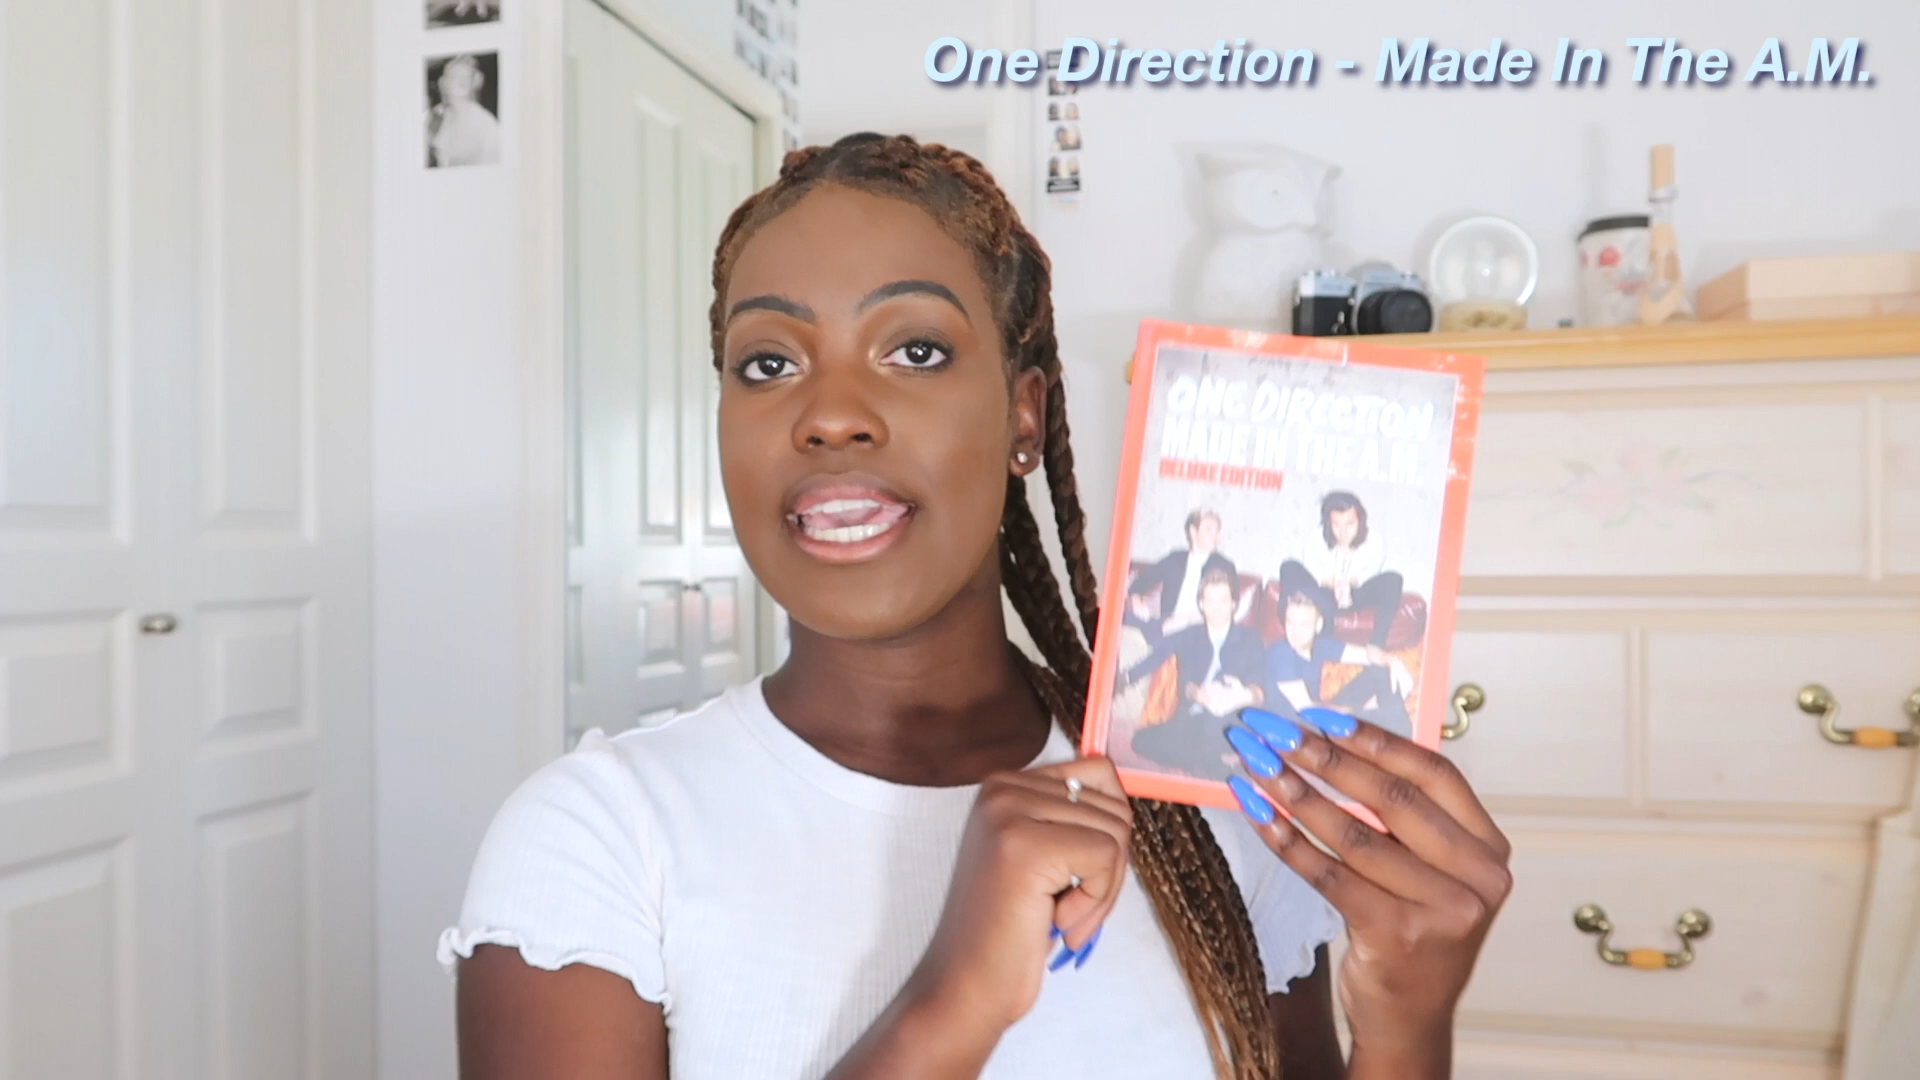 One Direction - Made In The A.M.
ONE DIRECTION
MADE IN THE A.M.
DELUXE EDITION